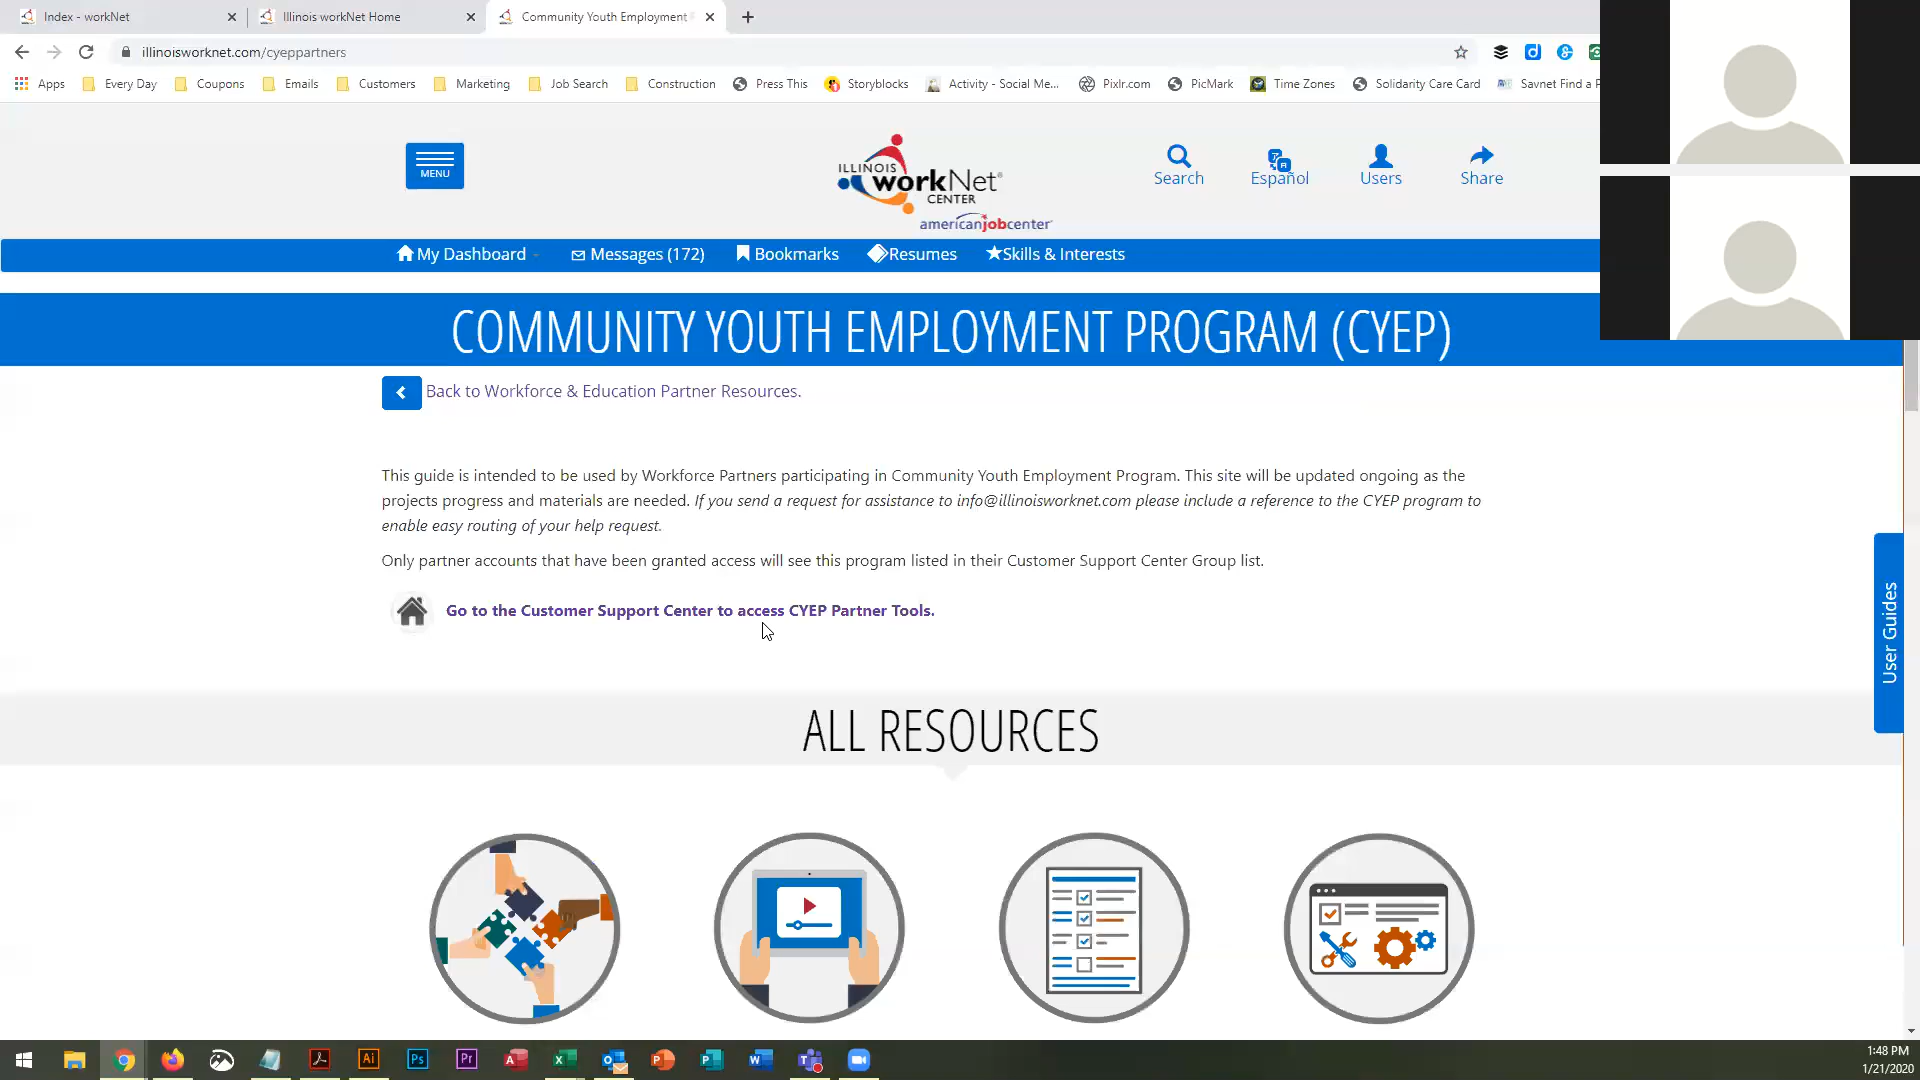 Index - workNet
Illinois workNet Home
Community Youth Employment
illinoisworknet.com/cyeppartners
Apps
Every Day
Coupons
Emails
Customers
Marketing
Job Search
Construction
Press This
Storyblocks
Activity - Social Me...
Pixlr.com
PicMark
Time Zones
Solidarity Care Card
Savnet Find a P
MENU
ILLINOIS
workNet®
CENTER
americanjobcenter
Search
Español
Users
Share
My Dashboard
Messages (172)
Bookmarks
Resumes
Skills & Interests
COMMUNITY YOUTH EMPLOYMENT PROGRAM (CYEP)
Back to Workforce & Education Partner Resources.
This guide is intended to be used by Workforce Partners participating in Community Youth Employment Program. This site will be updated ongoing as the
projects progress and materials are needed. If you send a request for assistance to info@illinoisworknet.com please include a reference to the CYEP program to
enable easy routing of your help request.
Only partner accounts that have been granted access will see this program listed in their Customer Support Center Group list.
Go to the Customer Support Center to access CYEP Partner Tools.
User Guides
ALL RESOURCES
Ai
Ps
Pr
1:48 PM
1/21/2020